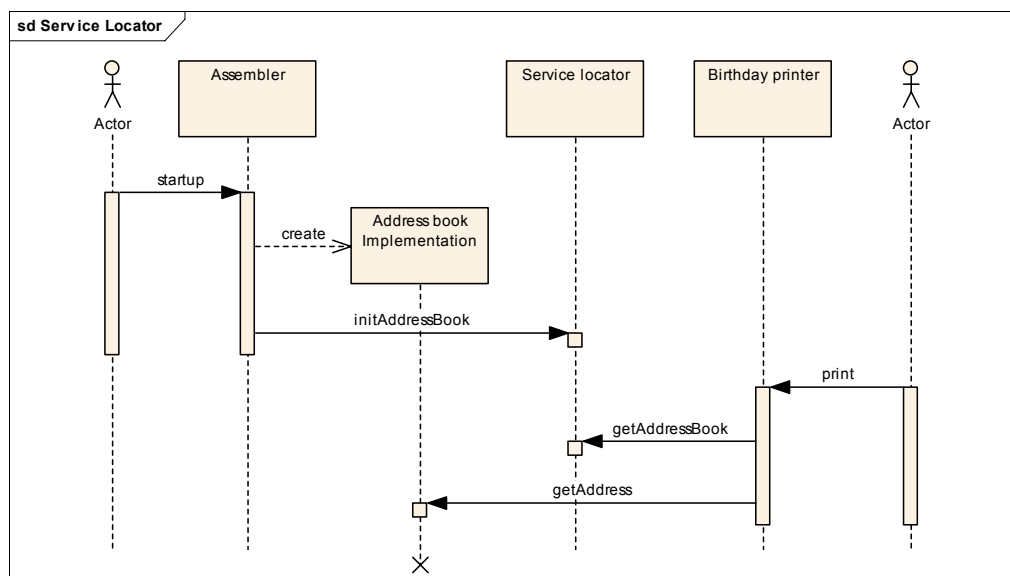 sd Service Locator
Assembler
Service locator
Birthday printer
Actor
Actor
startup
Address book
Implementation
create
initAddressBook
print
getAddressBook
getAddress